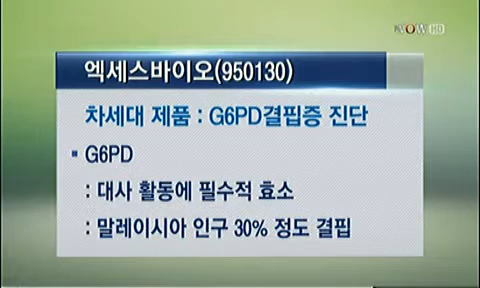 NOW HD
엑세스바이오(950130)
차세대 제품 : G6PD결핍증 진단
▪ G6PD
: 대사 활동에 필수적 효소
: 말레이시아 인구 30% 정도 결핍